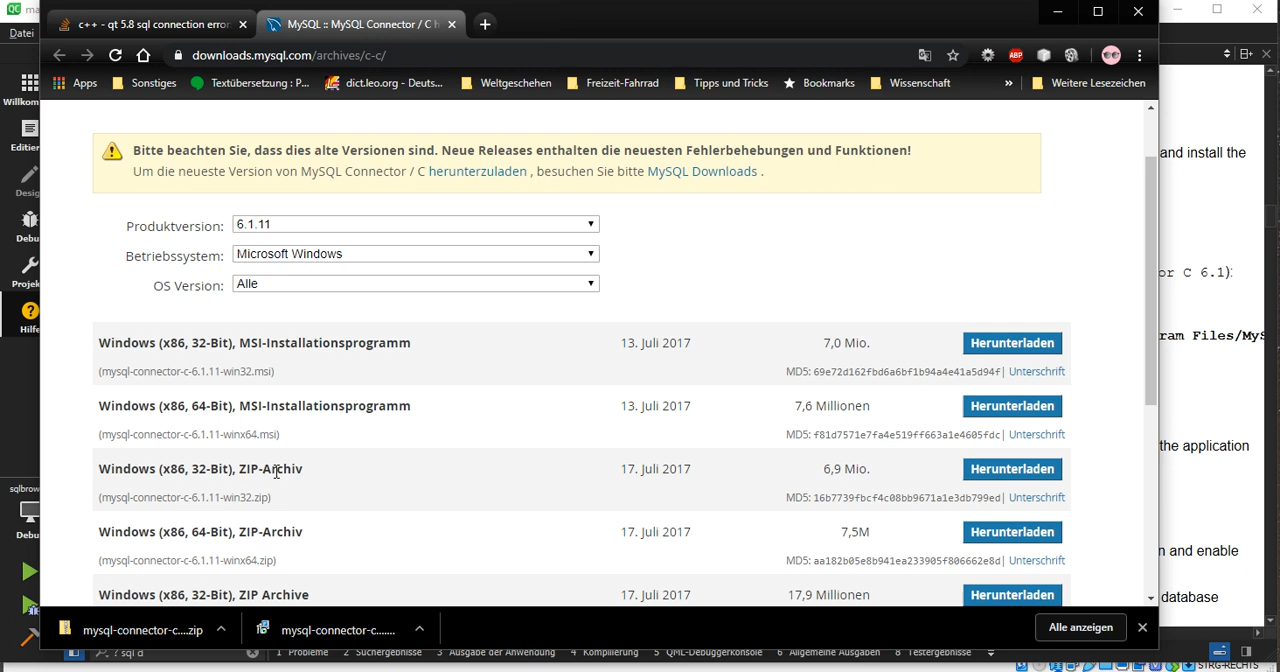 c++ - qt 5.8 sql connection error
MySQL :: MySQL Connector / C h
Datei
downloads.mysql.com/archives/c-c/
ABP
Apps
Sonstiges
Textübersetzung : P...
dict.leo.org - Deuts...
Weltgeschehen
Freizeit-Fahrrad
Tipps und Tricks
Bookmarks
Wissenschaft
»
Weitere Lesezeichen
Willkom
Editier
Desig
Debu
Projek
Hilfe
sqlbrow
Debu
Bitte beachten Sie, dass dies alte Versionen sind. Neue Releases enthalten die neuesten Fehlerbehebungen und Funktionen!
Um die neueste Version von MySQL Connector / C herunterzuladen , besuchen Sie bitte MySQL Downloads .
Produktversion: 6.1.11
Betriebssystem: Microsoft Windows
OS Version: Alle
Windows (x86, 32-Bit), MSI-Installationsprogramm 13. Juli 2017 7,0 Mio. Herunterladen
(mysql-connector-c-6.1.11-win32.msi) MD5: 69e72d162fbd6a6bf1b94a4e41a5d94f | Unterschrift
Windows (x86, 64-Bit), MSI-Installationsprogramm 13. Juli 2017 7,6 Millionen Herunterladen
(mysql-connector-c-6.1.11-winx64.msi) MD5: f81d7571e7fa4e519ff663a1e4605fdc | Unterschrift
Windows (x86, 32-Bit), ZIP-Archiv 17. Juli 2017 6,9 Mio. Herunterladen
(mysql-connector-c-6.1.11-win32.zip) MD5: 16b7739fbcf4c08bb9671a1e3db799ed | Unterschrift
Windows (x86, 64-Bit), ZIP-Archiv 17. Juli 2017 7,5M Herunterladen
(mysql-connector-c-6.1.11-winx64.zip) MD5: aa182b05e8b941ea233905f806662e8d | Unterschrift
Windows (x86, 32-Bit), ZIP Archive 17. Juli 2017 17,9 Millionen Herunterladen
and install the
or C 6.1):
ram Files/MyS
the application
n and enable
database
mysql-connector-c....zip
mysql-connector-c.......
Alle anzeigen
? sql d
1 Probleme 2 Suchergebnisse 3 Ausgabe der Anwendung 4 Kompilierung 5 QML-Debuggerkonsole 6 Allgemeine Ausgaben 8 Testergebnisse
STRG-RECHTS